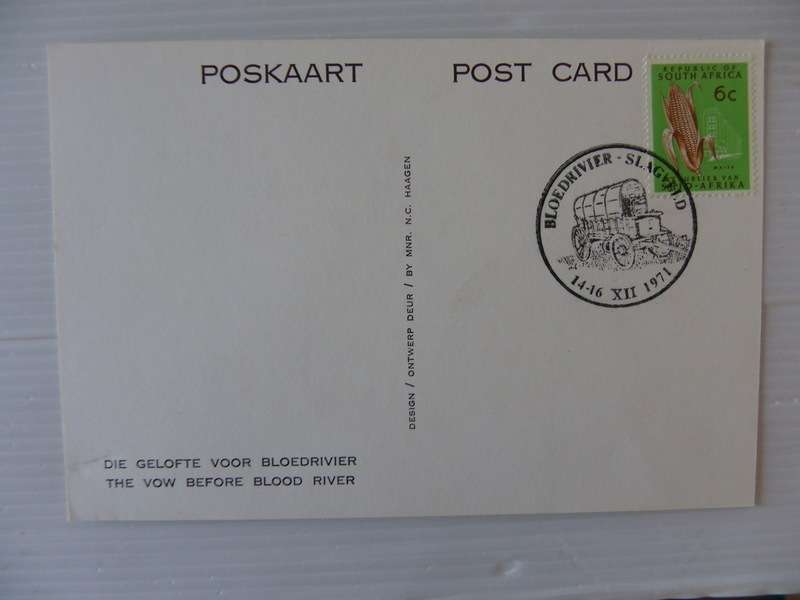 POSKAART
POST CARD
REPUBLIC OF
SOUTH AFRICA
6c
-AFRIKA
BLOEDRIVIER - SLAGVELD
14-16 XII 1971
DESIGN / ONTWERP DEUR / BY MNR. N.C. HAAGEN
DIE GELOFTE VOOR BLOEDRIVIER
THE VOW BEFORE BLOOD RIVER